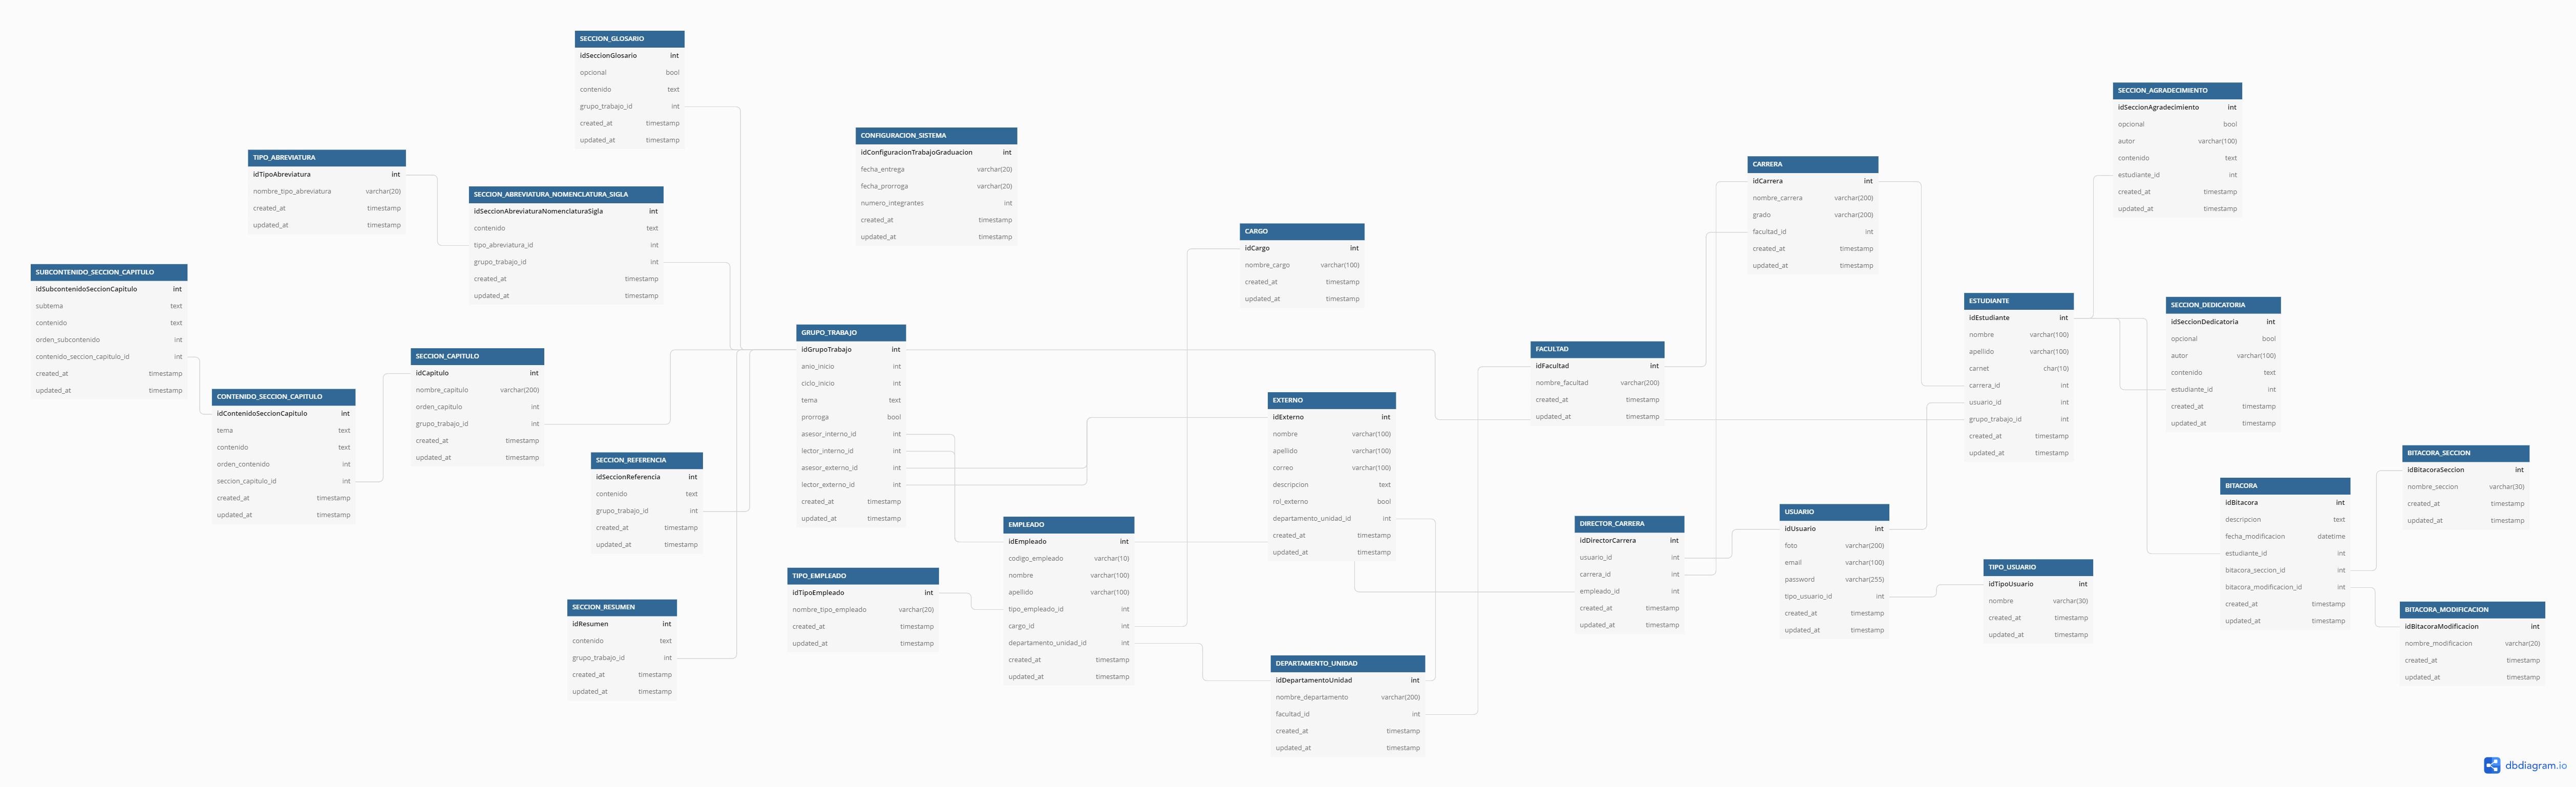 SECCION_GLOSARIO
idSeccionGlosario int
opcional bool
contenido text
grupo_trabajo_id int
created_at timestamp
updated_at timestamp
TIPO_ABREVIATURA
idTipoAbreviatura int
nombre_tipo_abreviatura varchar(20)
created_at timestamp
updated_at timestamp
SECCION_ABREVIATURA_NOMENCLATURA_SIGLA
idSeccionAbreviaturaNomenclaturaSigla int
contenido text
tipo_abreviatura_id int
grupo_trabajo_id int
created_at timestamp
updated_at timestamp
SUBCONTENIDO_SECCION_CAPITULO
idSubcontenidoSeccionCapitulo int
subtema text
contenido text
orden_subcontenido int
contenido_seccion_capitulo_id int
created_at timestamp
updated_at timestamp
CONTENIDO_SECCION_CAPITULO
idContenidoSeccionCapitulo int
tema text
contenido text
orden_contenido int
seccion_capitulo_id int
created_at timestamp
updated_at timestamp
SECCION_CAPITULO
idCapitulo int
nombre_capitulo varchar(200)
orden_capitulo int
grupo_trabajo_id int
created_at timestamp
updated_at timestamp
SECCION_REFERENCIA
idSeccionReferencia int
contenido text
grupo_trabajo_id int
created_at timestamp
updated_at timestamp
SECCION_RESUMEN
idResumen int
contenido text
grupo_trabajo_id int
created_at timestamp
updated_at timestamp
CONFIGURACION_SISTEMA
idConfiguracionTrabajoGraduacion int
fecha_entrega varchar(20)
fecha_prorroga varchar(20)
numero_integrantes int
created_at timestamp
updated_at timestamp
GRUPO_TRABAJO
idGrupoTrabajo int
anio_inicio int
ciclo_inicio int
tema text
prorroga bool
asesor_interno_id int
lector_interno_id int
asesor_externo_id int
lector_externo_id int
created_at timestamp
updated_at timestamp
TIPO_EMPLEADO
idTipoEmpleado int
nombre_tipo_empleado varchar(20)
created_at timestamp
updated_at timestamp
EMPLEADO
idEmpleado int
codigo_empleado varchar(10)
nombre varchar(100)
apellido varchar(100)
tipo_empleado_id int
cargo_id int
departamento_unidad_id int
created_at timestamp
updated_at timestamp
CARGO
idCargo int
nombre_cargo varchar(100)
created_at timestamp
updated_at timestamp
EXTERNO
idExterno int
nombre varchar(100)
apellido varchar(100)
correo varchar(100)
descripcion text
rol_externo bool
departamento_unidad_id int
created_at timestamp
updated_at timestamp
DEPARTAMENTO_UNIDAD
idDepartamentoUnidad int
nombre_departamento varchar(200)
facultad_id int
created_at timestamp
updated_at timestamp
FACULTAD
idFacultad int
nombre_facultad varchar(200)
created_at timestamp
updated_at timestamp
DIRECTOR_CARRERA
idDirectorCarrera int
usuario_id int
carrera_id int
empleado_id int
created_at timestamp
updated_at timestamp
CARRERA
idCarrera int
nombre_carrera varchar(200)
grado varchar(200)
facultad_id int
created_at timestamp
updated_at timestamp
USUARIO
idUsuario int
foto varchar(200)
email varchar(100)
password varchar(255)
tipo_usuario_id int
created_at timestamp
updated_at timestamp
ESTUDIANTE
idEstudiante int
nombre varchar(100)
apellido varchar(100)
carnet char(10)
carrera_id int
usuario_id int
grupo_trabajo_id int
created_at timestamp
updated_at timestamp
TIPO_USUARIO
idTipoUsuario int
nombre varchar(30)
created_at timestamp
updated_at timestamp
SECCION_AGRADECIMIENTO
idSeccionAgradecimiento int
opcional bool
autor varchar(100)
contenido text
estudiante_id int
created_at timestamp
updated_at timestamp
SECCION_DEDICATORIA
idSeccionDedicatoria int
opcional bool
autor varchar(100)
contenido text
estudiante_id int
created_at timestamp
updated_at timestamp
BITACORA
idBitacora int
descripcion text
fecha_modificacion datetime
estudiante_id int
bitacora_seccion_id int
bitacora_modificacion_id int
created_at timestamp
updated_at timestamp
BITACORA_SECCION
idBitacoraSeccion int
nombre_seccion varchar(30)
created_at timestamp
updated_at timestamp
BITACORA_MODIFICACION
idBitacoraModificacion int
nombre_modificacion varchar(20)
created_at timestamp
updated_at timestamp
dbdiagram.io